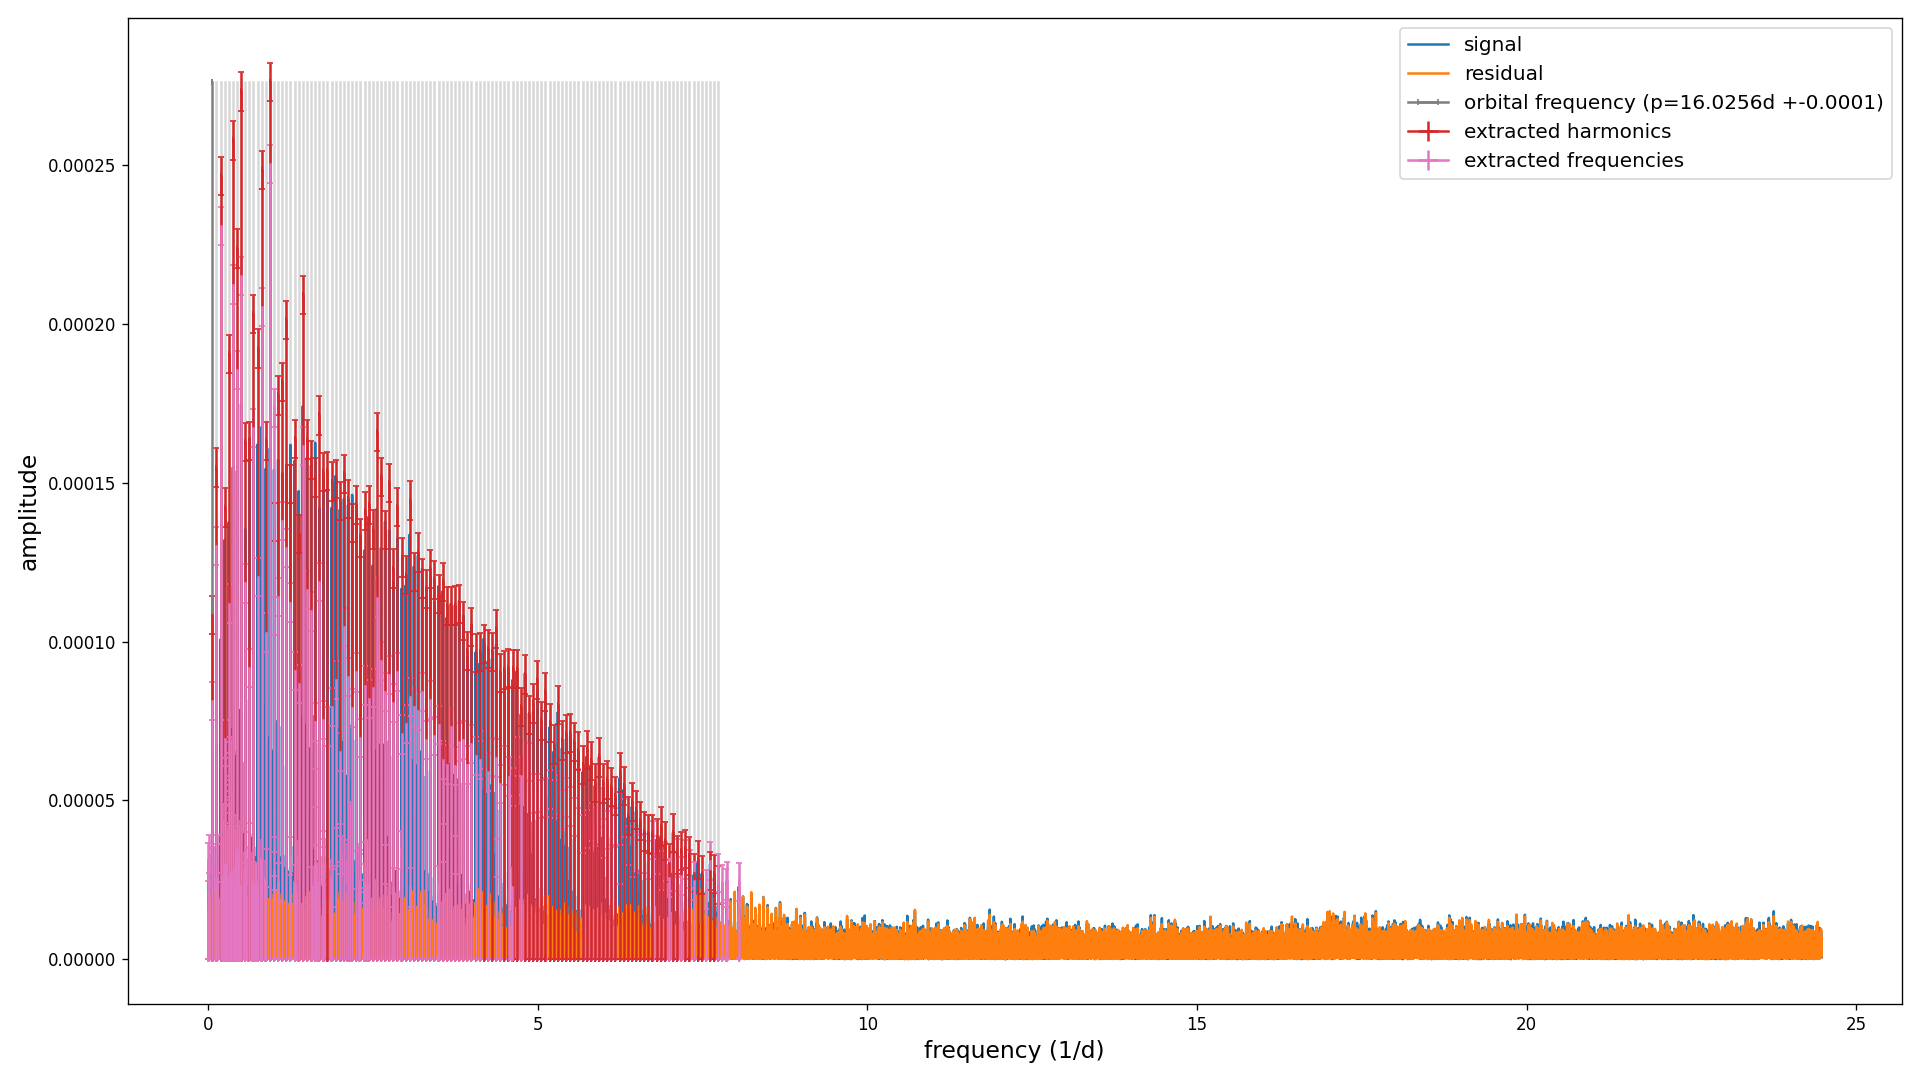 signal
residual
orbital frequency (p=16.0256d +-0.0001)
extracted harmonics
extracted frequencies
amplitude
0.00025
0.00020
0.00015
0.00010
0.00005
0.00000
0 5 10 15 20 25
frequency (1/d)